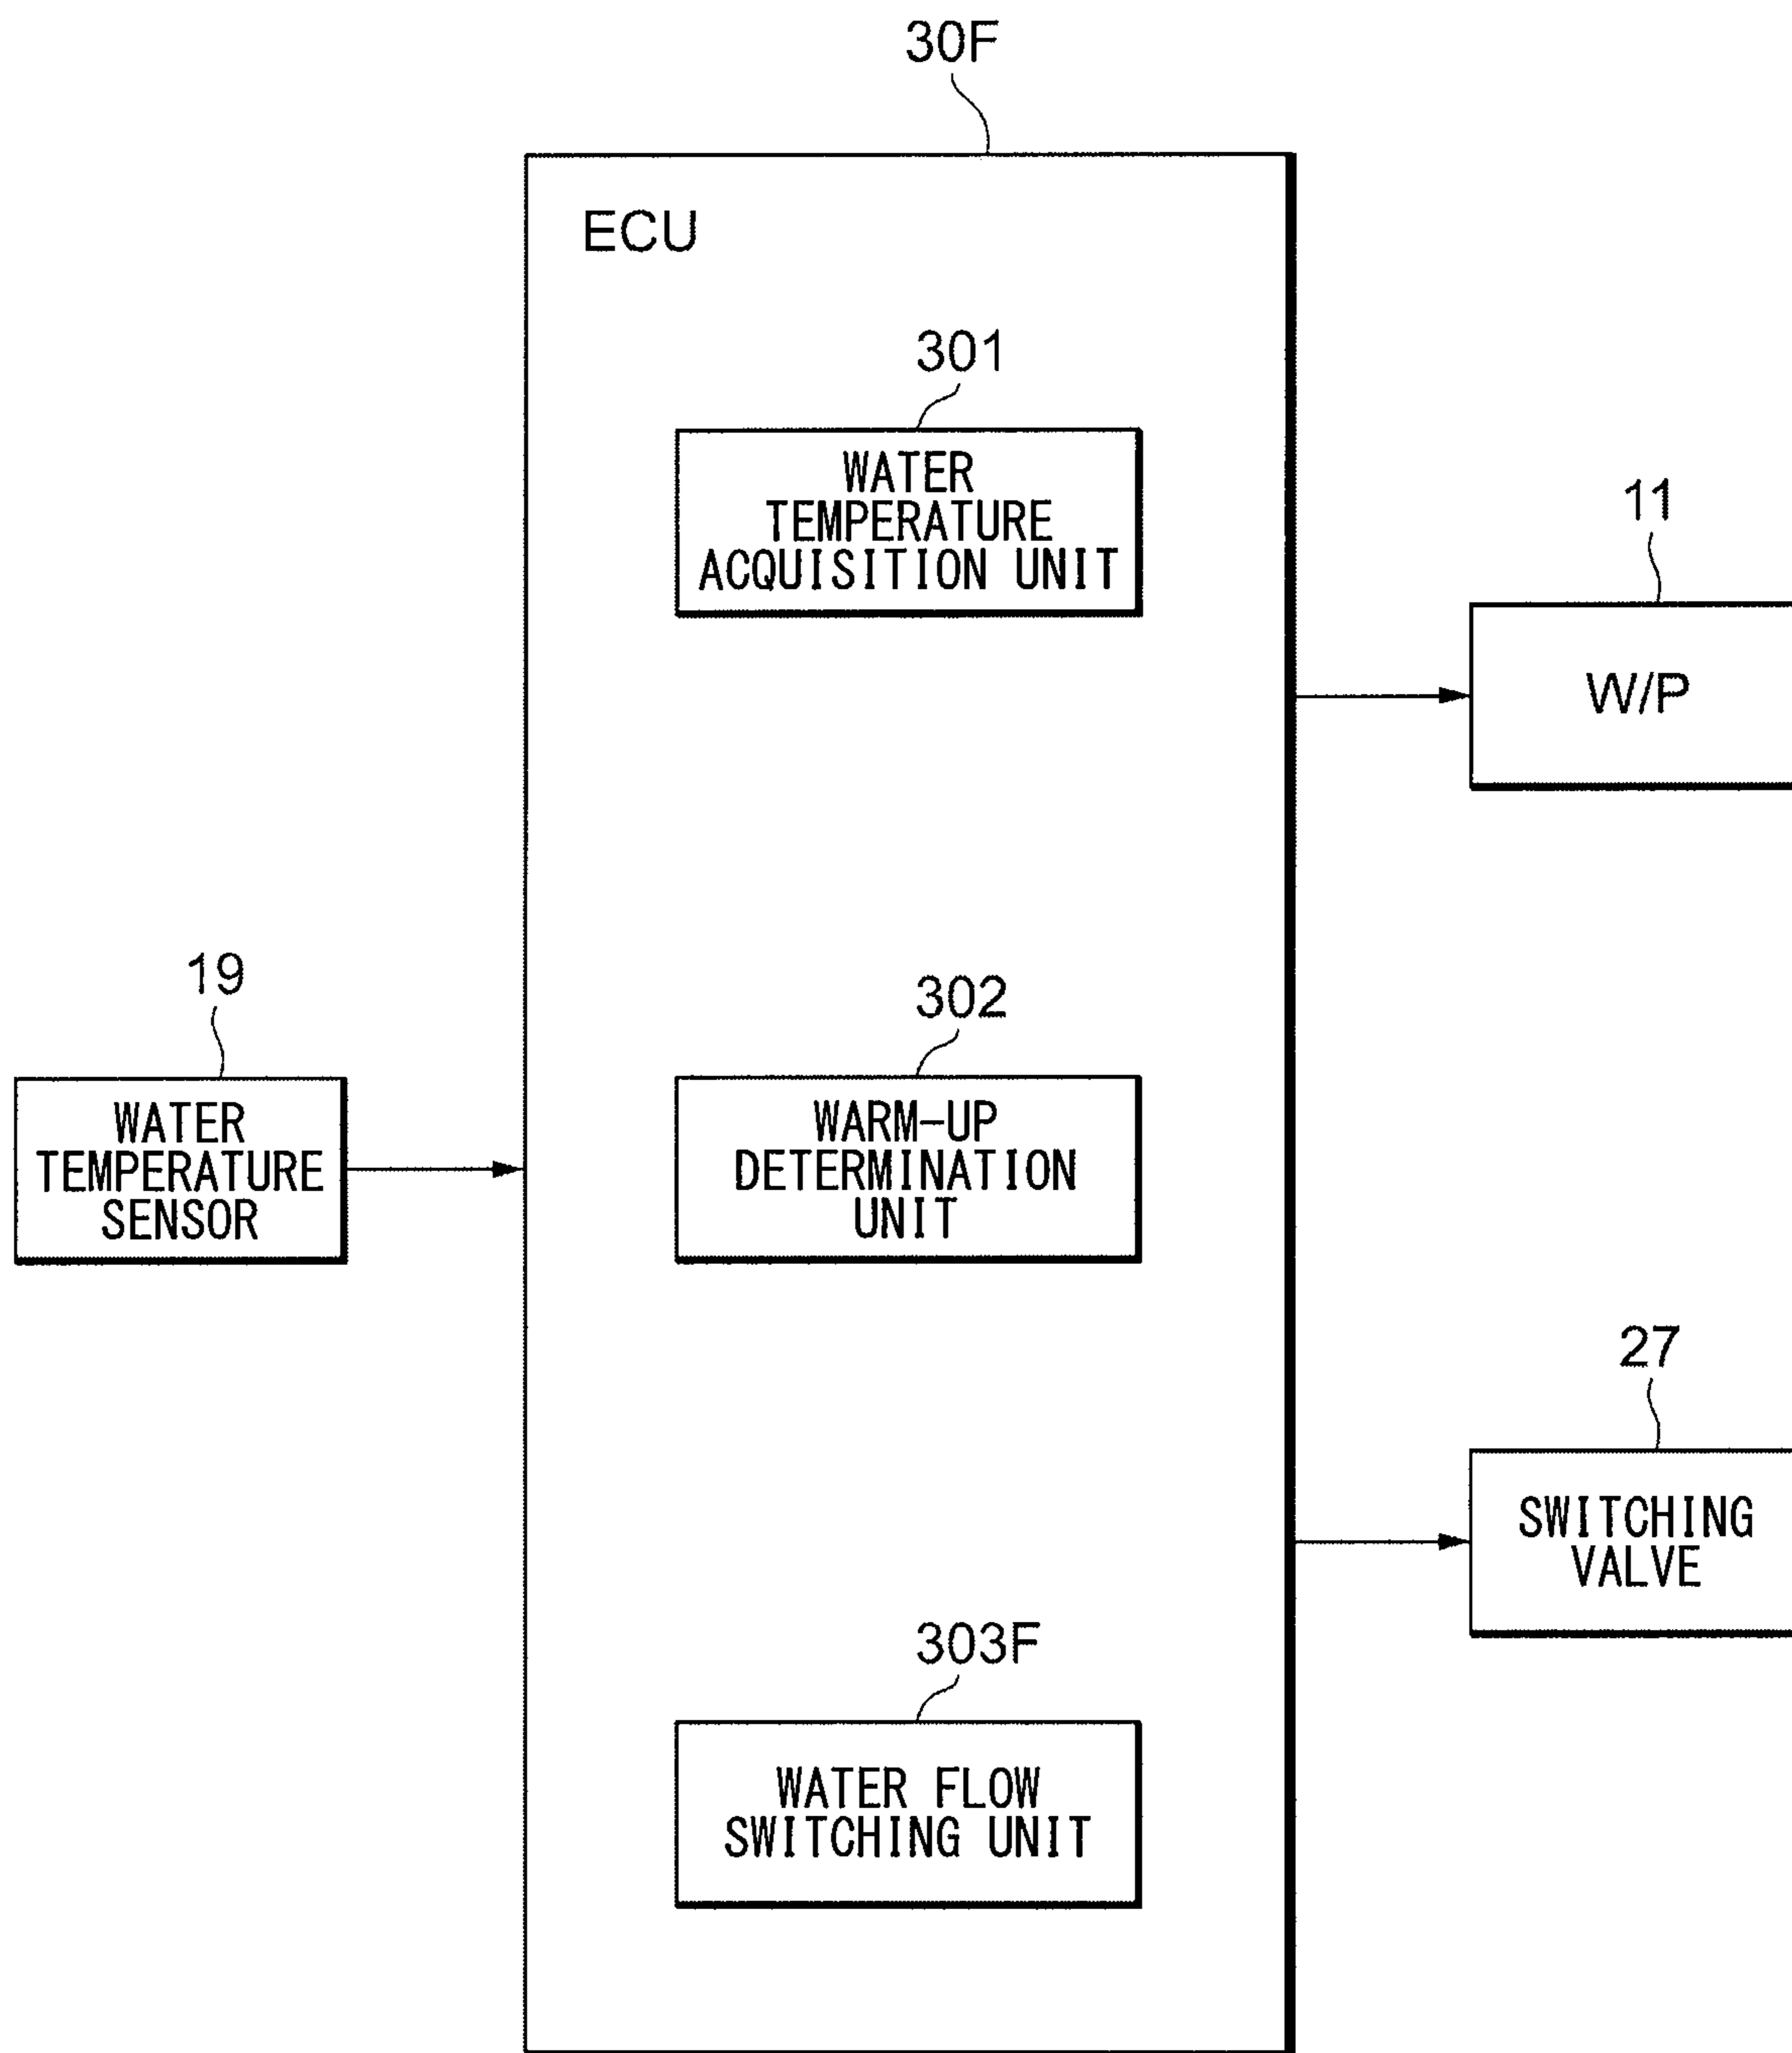 30F
ECU
301
WATER
TEMPERATURE
ACQUISITION UNIT
11
W/P
19
WATER
TEMPERATURE
SENSOR
302
WARM-UP
DETERMINATION
UNIT
27
SWITCHING
VALVE
303F
WATER FLOW
SWITCHING UNIT